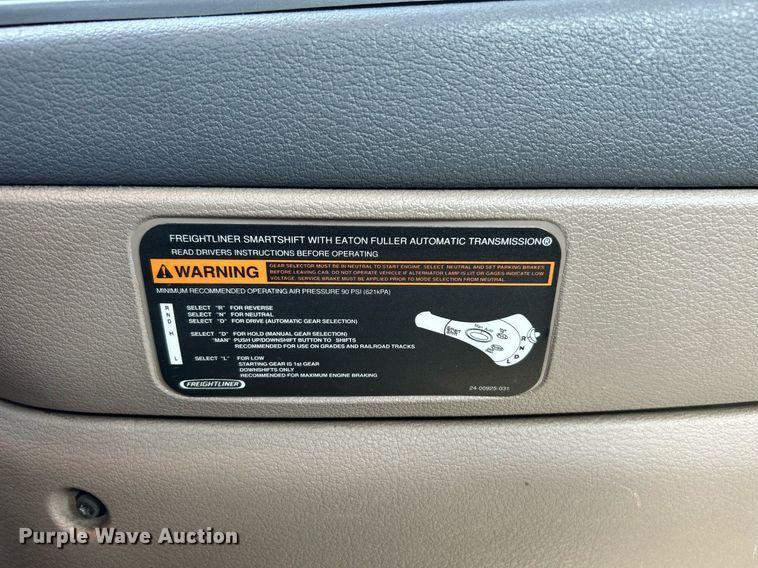 FREIGHTLINER SMARTSHIFT WITH EATON FULLER AUTOMATIC TRANSMISSION®
READ DRIVERS INSTRUCTIONS BEFORE OPERATING
WARNING
GEAR SELECTOR MUST BE IN NEUTRAL TO START ENGINE. SELECT NEUTRAL AND SET PARKING BRAKES
BEFORE LEAVING CAB. DO NOT OPERATE VEHICLE IF ALTERNATOR LAMP IS LIT OR GAGES INDICATE LOW
VOLTAGE. SERVICE BRAKE MUST BE APPLIED PRIOR TO MODE SELECTION FROM NEUTRAL.
MINIMUM RECOMMENDED OPERATING AIR PRESSURE 90 PSI (621kPA)
R
N
D
H
L
SELECT "R" FOR REVERSE
SELECT "N" FOR NEUTRAL
SELECT "D" FOR DRIVE (AUTOMATIC GEAR SELECTION)
SELECT "D" FOR HOLD (MANUAL GEAR SELECTION)
"MAN" PUSH UP/DOWNSHIFT BUTTON TO SHIFTS
RECOMMENDED FOR USE ON GRADES AND RAILROAD TRACKS
SELECT "L" FOR LOW
STARTING GEAR IS 1st GEAR
DOWNSHIFTS ONLY
RECOMMENDED FOR MAXIMUM ENGINE BRAKING
R
N
D
L
FREIGHTLINER
24-00925-031
Purple Wave Auction